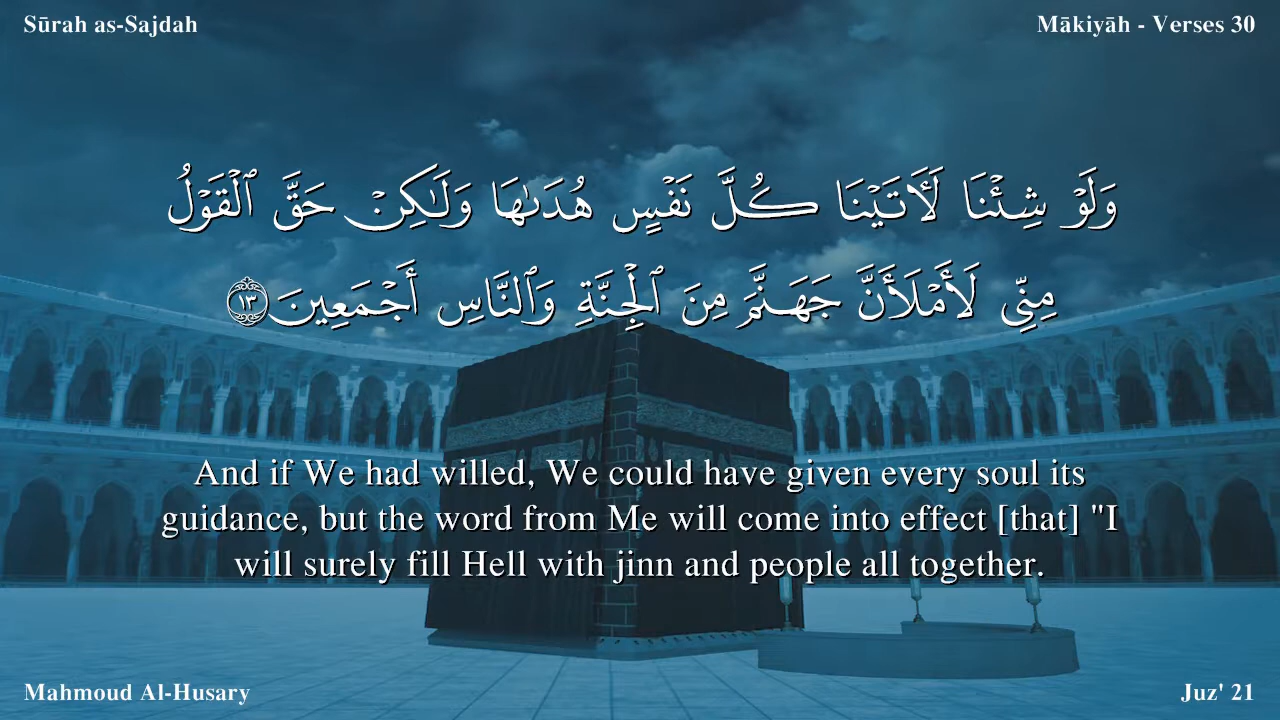 Sūrah as-Sajdah
Mākiyāh - Verses 30
وَلَوْ شِئْنَا لَأٓتَيْنَا كُلَّ نَفْسٍ هُدَىٰهَا وَلَـٰكِنْ حَقَّ ٱلْقَوْلُ
مِنِّى لَأَمْلَأَنَّ جَهَنَّمَ مِنَ ٱلْجِنَّةِ وَٱلنَّاسِ أَجْمَعِينَ ١٣
And if We had willed, We could have given every soul its
guidance, but the word from Me will come into effect [that] "I
will surely fill Hell with jinn and people all together.
Mahmoud Al-Husary
Juz' 21